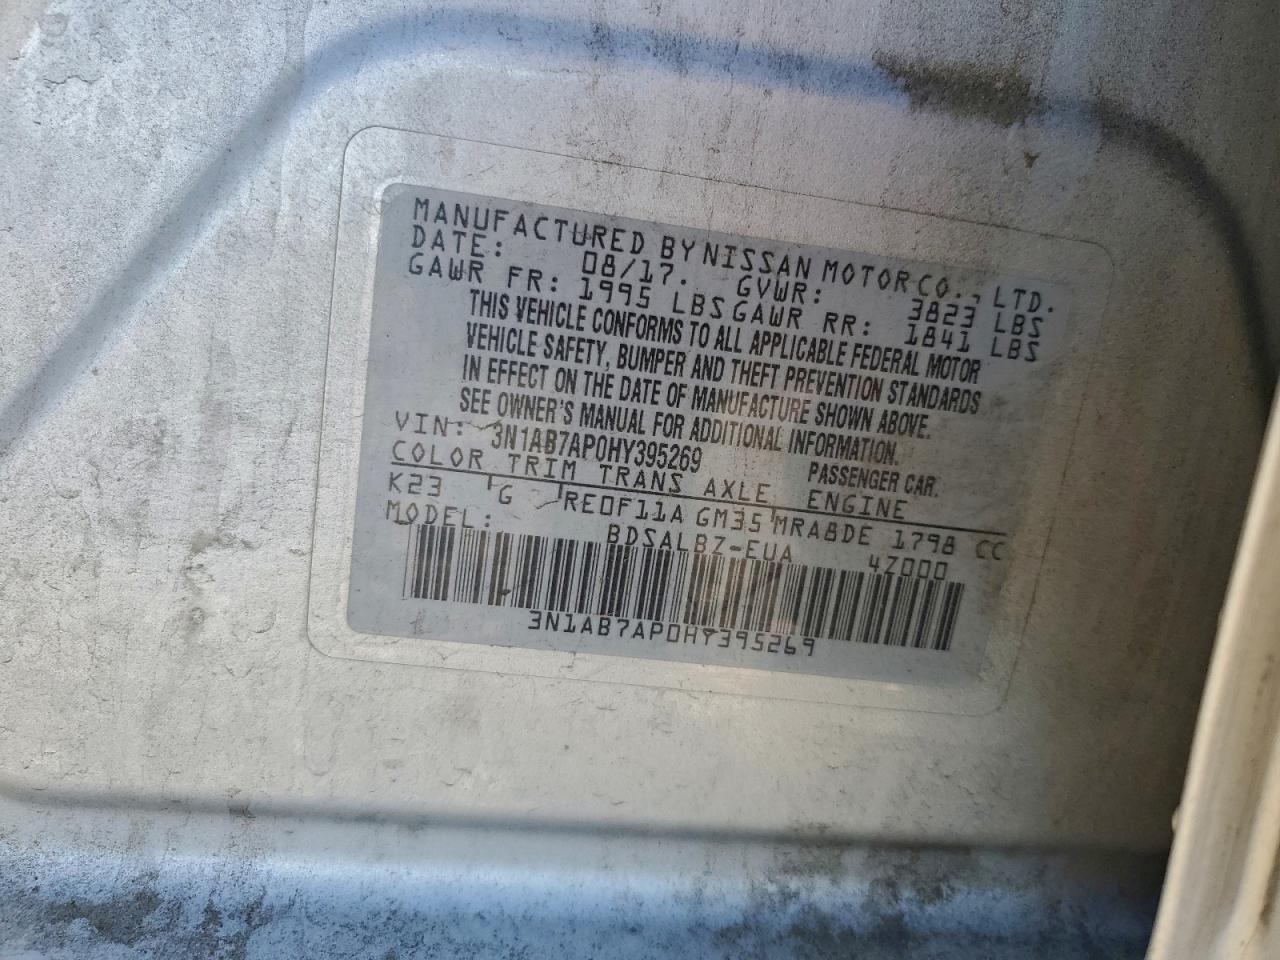 MANUFACTURED BY NISSAN MOTOR CO., LTD.
DATE: 08/17. GVWR: 3823 LBS
GAWR FR: 1995 LBS GAWR RR: 1841 LBS
THIS VEHICLE CONFORMS TO ALL APPLICABLE FEDERAL MOTOR
VEHICLE SAFETY, BUMPER AND THEFT PREVENTION STANDARDS
IN EFFECT ON THE DATE OF MANUFACTURE SHOWN ABOVE.
SEE OWNER'S MANUAL FOR ADDITIONAL INFORMATION.
VIN: 3N1AB7AP0HY395269 PASSENGER CAR.
COLOR TRIM TRANS AXLE ENGINE
K23 G RE0F11A GM35 MRA8DE 1798 CC
MODEL: BDSALBZ-EUA 4Z000
3N1AB7AP0HY395269